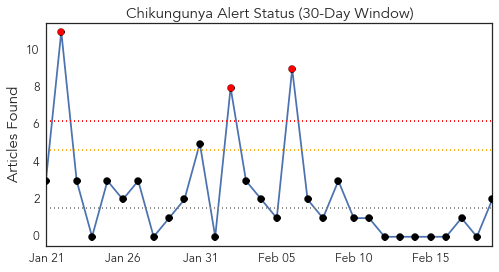 Chikungunya Alert Status (30-Day Window)
Articles Found
10
8
6
4
2
0
Jan 21
Jan 26
Jan 31
Feb 05
Feb 10
Feb 15